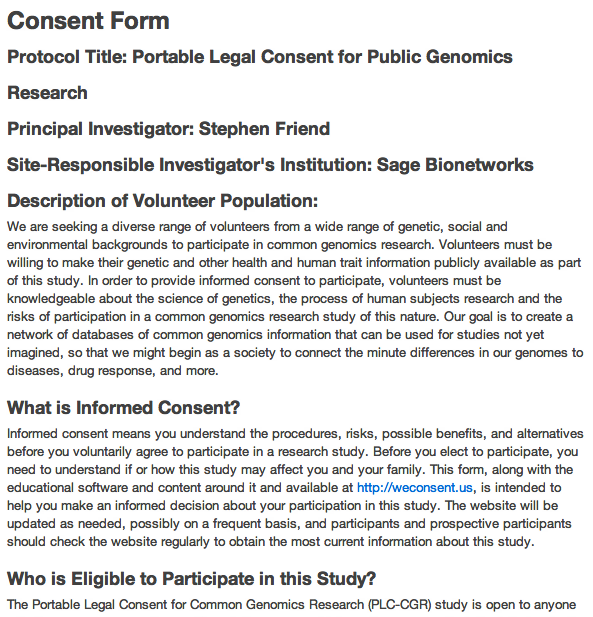 Consent Form
Protocol Title: Portable Legal Consent for Public Genomics
Research
Principal Investigator: Stephen Friend
Site-Responsible Investigator's Institution: Sage Bionetworks
Description of Volunteer Population:
We are seeking a diverse range of volunteers from a wide range of genetic, social and
environmental backgrounds to participate in common genomics research. Volunteers must be
willing to make their genetic and other health and human trait information publicly available as part
of this study. In order to provide informed consent to participate, volunteers must be
knowledgeable about the science of genetics, the process of human subjects research and the
risks of participation in a common genomics research study of this nature. Our goal is to create a
network of databases of common genomics information that can be used for studies not yet
imagined, so that we might begin as a society to connect the minute differences in our genomes to
diseases, drug response, and more.
What is Informed Consent?
Informed consent means you understand the procedures, risks, possible benefits, and alternatives
before you voluntarily agree to participate in a research study. Before you elect to participate, you
need to understand if or how this study may affect you and your family. This form, along with the
educational software and content around it and available at http://weconsent.us, is intended to
help you make an informed decision about your participation in this study. The website will be
updated as needed, possibly on a frequent basis, and participants and prospective participants
should check the website regularly to obtain the most current information about this study.
Who is Eligible to Participate in this Study?
The Portable Legal Consent for Common Genomics Research (PLC-CGR) study is open to anyone